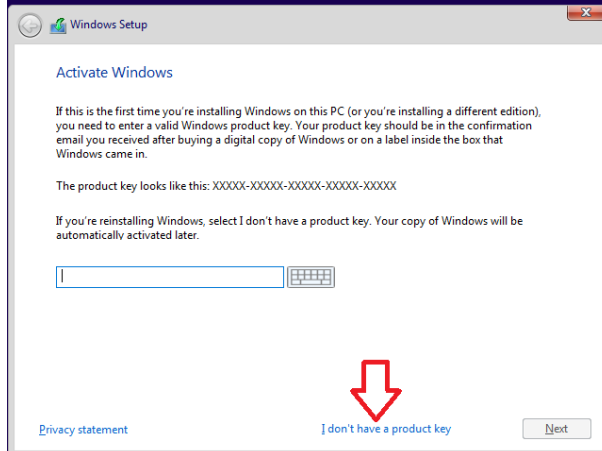 Windows Setup
Activate Windows
If this is the first time you're installing Windows on this PC (or you're installing a different edition),
you need to enter a valid Windows product key. Your product key should be in the confirmation
email you received after buying a digital copy of Windows or on a label inside the box that
Windows came in.
The product key looks like this: XXXXX-XXXXX-XXXXX-XXXXX-XXXXX
If you're reinstalling Windows, select I don't have a product key. Your copy of Windows will be
automatically activated later.
Privacy statement
I don't have a product key
Next